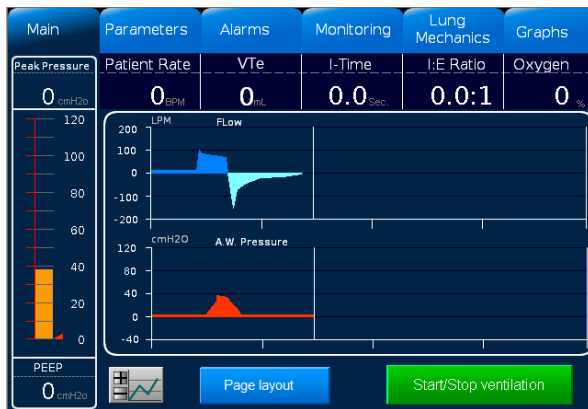 Main
Parameters
Alarms
Monitoring
Lung
Mechanics
Graphs
Peak Pressure
0 cmH2o
Patient Rate
0 BPM
VTe
0 mL
I-Time
0.0 Sec.
I:E Ratio
0.0:1
Oxygen
0 %
120
100
80
60
40
20
0
LPM FLow
200
100
0
-100
-200
cmH2O A.W. Pressure
120
80
40
0
-40
PEEP
0 cmH2o
Page layout
Start/Stop ventilation